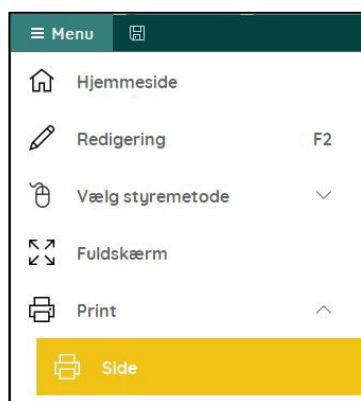 Menu
Hjemmeside
Redigering F2
Vælg styremetode
Fuldskærm
Print
Side